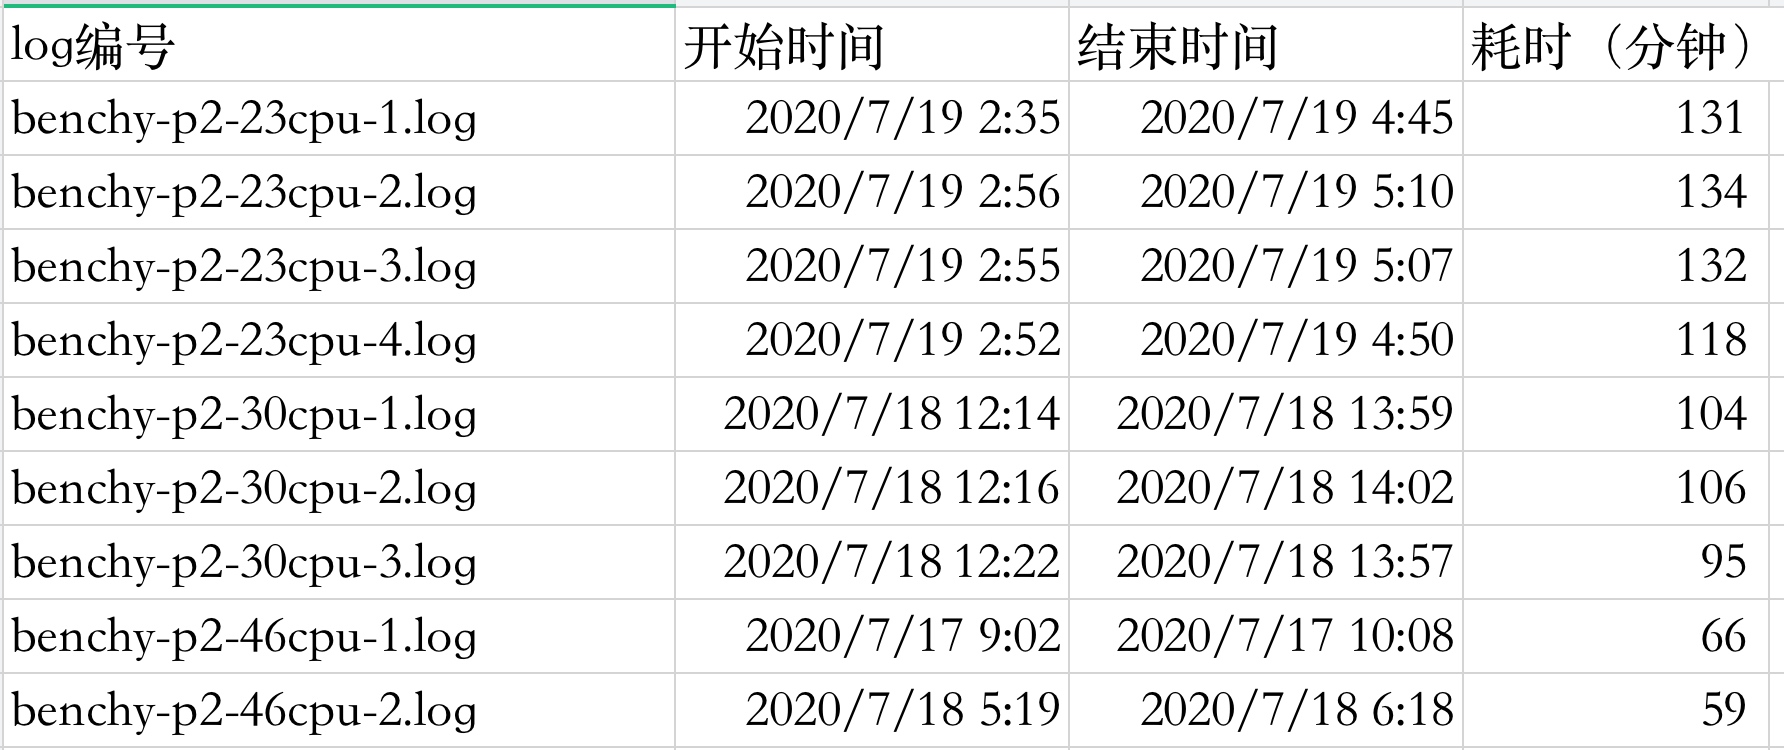 log编号 开始时间 结束时间 耗时（分钟）
benchy-p2-23cpu-1.log 2020/7/19 2:35 2020/7/19 4:45 131
benchy-p2-23cpu-2.log 2020/7/19 2:56 2020/7/19 5:10 134
benchy-p2-23cpu-3.log 2020/7/19 2:55 2020/7/19 5:07 132
benchy-p2-23cpu-4.log 2020/7/19 2:52 2020/7/19 4:50 118
benchy-p2-30cpu-1.log 2020/7/18 12:14 2020/7/18 13:59 104
benchy-p2-30cpu-2.log 2020/7/18 12:16 2020/7/18 14:02 106
benchy-p2-30cpu-3.log 2020/7/18 12:22 2020/7/18 13:57 95
benchy-p2-46cpu-1.log 2020/7/17 9:02 2020/7/17 10:08 66
benchy-p2-46cpu-2.log 2020/7/18 5:19 2020/7/18 6:18 59